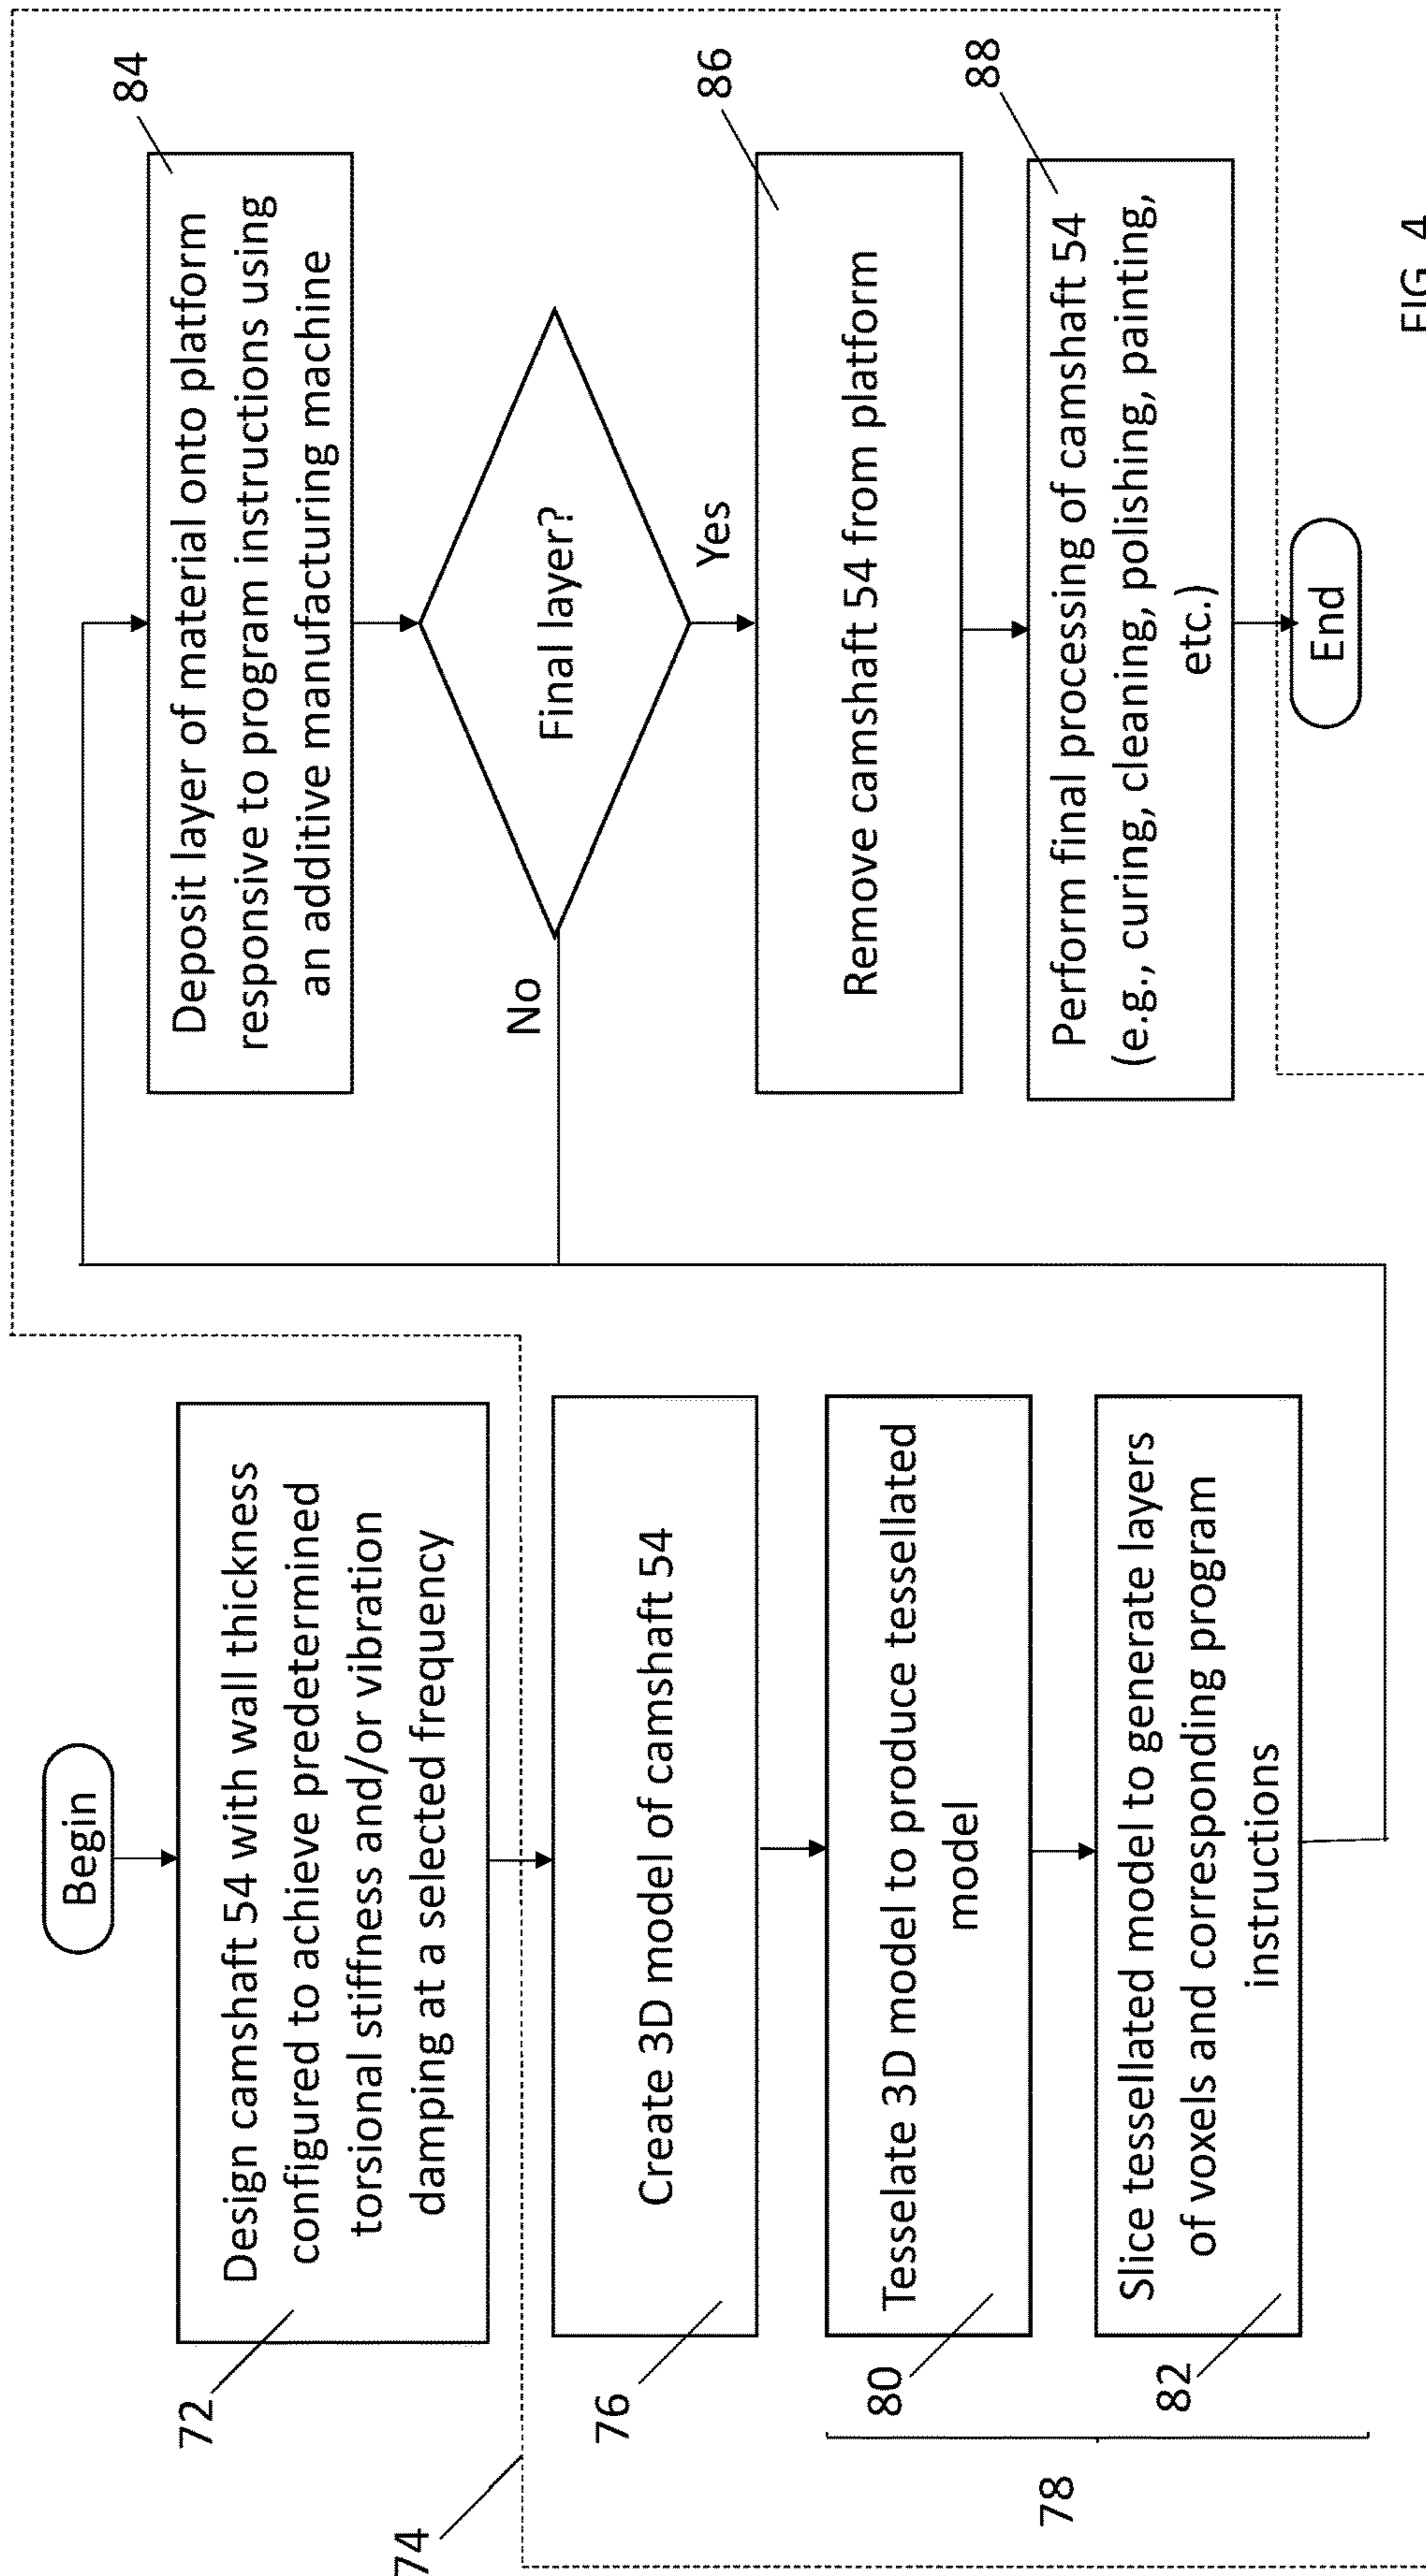 Begin
72
Design camshaft 54 with wall thickness
configured to achieve predetermined
torsional stiffness and/or vibration
damping at a selected frequency
74
76
Create 3D model of camshaft 54
78
80
Tesselate 3D model to produce tessellated
model
82
Slice tessellated model to generate layers
of voxels and corresponding program
instructions
84
Deposit layer of material onto platform
responsive to program instructions using
an additive manufacturing machine
Final layer?
No
Yes
86
Remove camshaft 54 from platform
88
Perform final processing of camshaft 54
(e.g., curing, cleaning, polishing, painting,
etc.)
End
FIG. 4